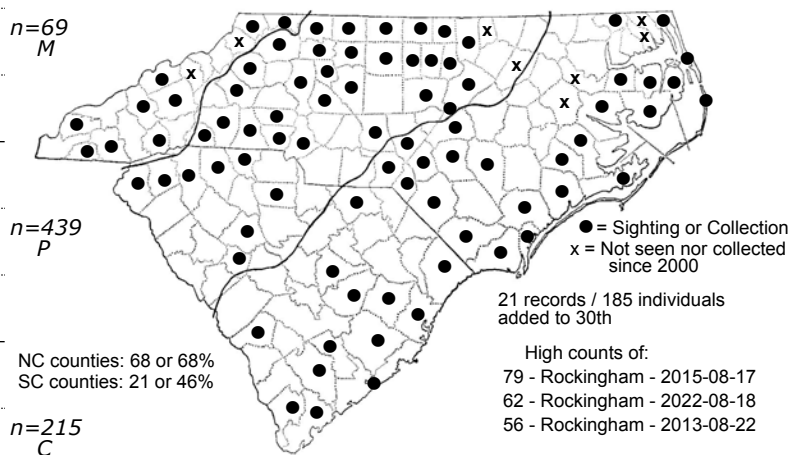 n=69
M
n=439
P
n=215
C
x
x
x
x
x
x
x
x
● = Sighting or Collection
x = Not seen nor collected
since 2000
21 records / 185 individuals
added to 30th
NC counties: 68 or 68%
SC counties: 21 or 46%
High counts of:
79 - Rockingham - 2015-08-17
62 - Rockingham - 2022-08-18
56 - Rockingham - 2013-08-22